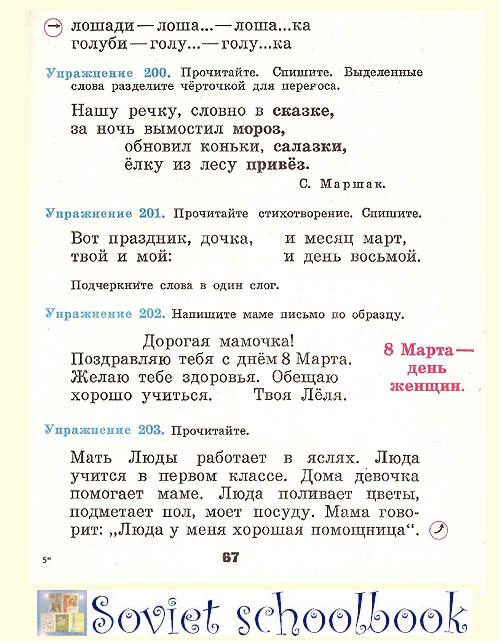 лошади — лоша... — лоша...ка
голуби — голу... — голу...ка
Упражнение 200. Прочитайте. Спишите. Выделенные
слова разделите чёрточкой для переноса.
Нашу речку, словно в сказке,
за ночь вымостил мороз,
обновил коньки, салазки,
ёлку из лесу привёз.
С. Маршак.
Упражнение 201. Прочитайте стихотворение. Спишите.
Вот праздник, дочка, и месяц март,
твой и мой: и день восьмой.
Подчеркните слова в один слог.
Упражнение 202. Напишите маме письмо по образцу.
Дорогая мамочка!
Поздравляю тебя с днём 8 Марта.
Желаю тебе здоровья. Обещаю
хорошо учиться. Твоя Лёля.
8 Марта —
день
женщин.
Упражнение 203. Прочитайте.
Мать Люды работает в яслях. Люда
учится в первом классе. Дома девочка
помогает маме. Люда поливает цветы,
подметает пол, моет посуду. Мама гово-
рит: „Люда у меня хорошая помощница“.
5*
67
Soviet schoolbook